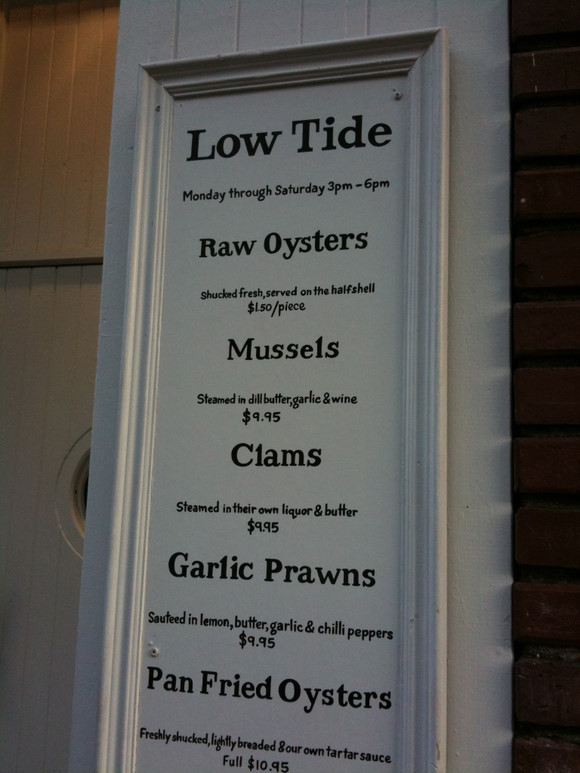 Low Tide
Monday through Saturday 3pm - 6pm
Raw Oysters
Shucked fresh, served on the halfshell
$1.50/piece
Mussels
Steamed in dill butter, garlic & wine
$9.95
Clams
Steamed in their own liquor & butter
$9.95
Garlic Prawns
Sauteed in lemon, butter, garlic & chilli peppers
$9.95
Pan Fried Oysters
Freshly shucked, lightly breaded & our own tartar sauce
Full $10.95